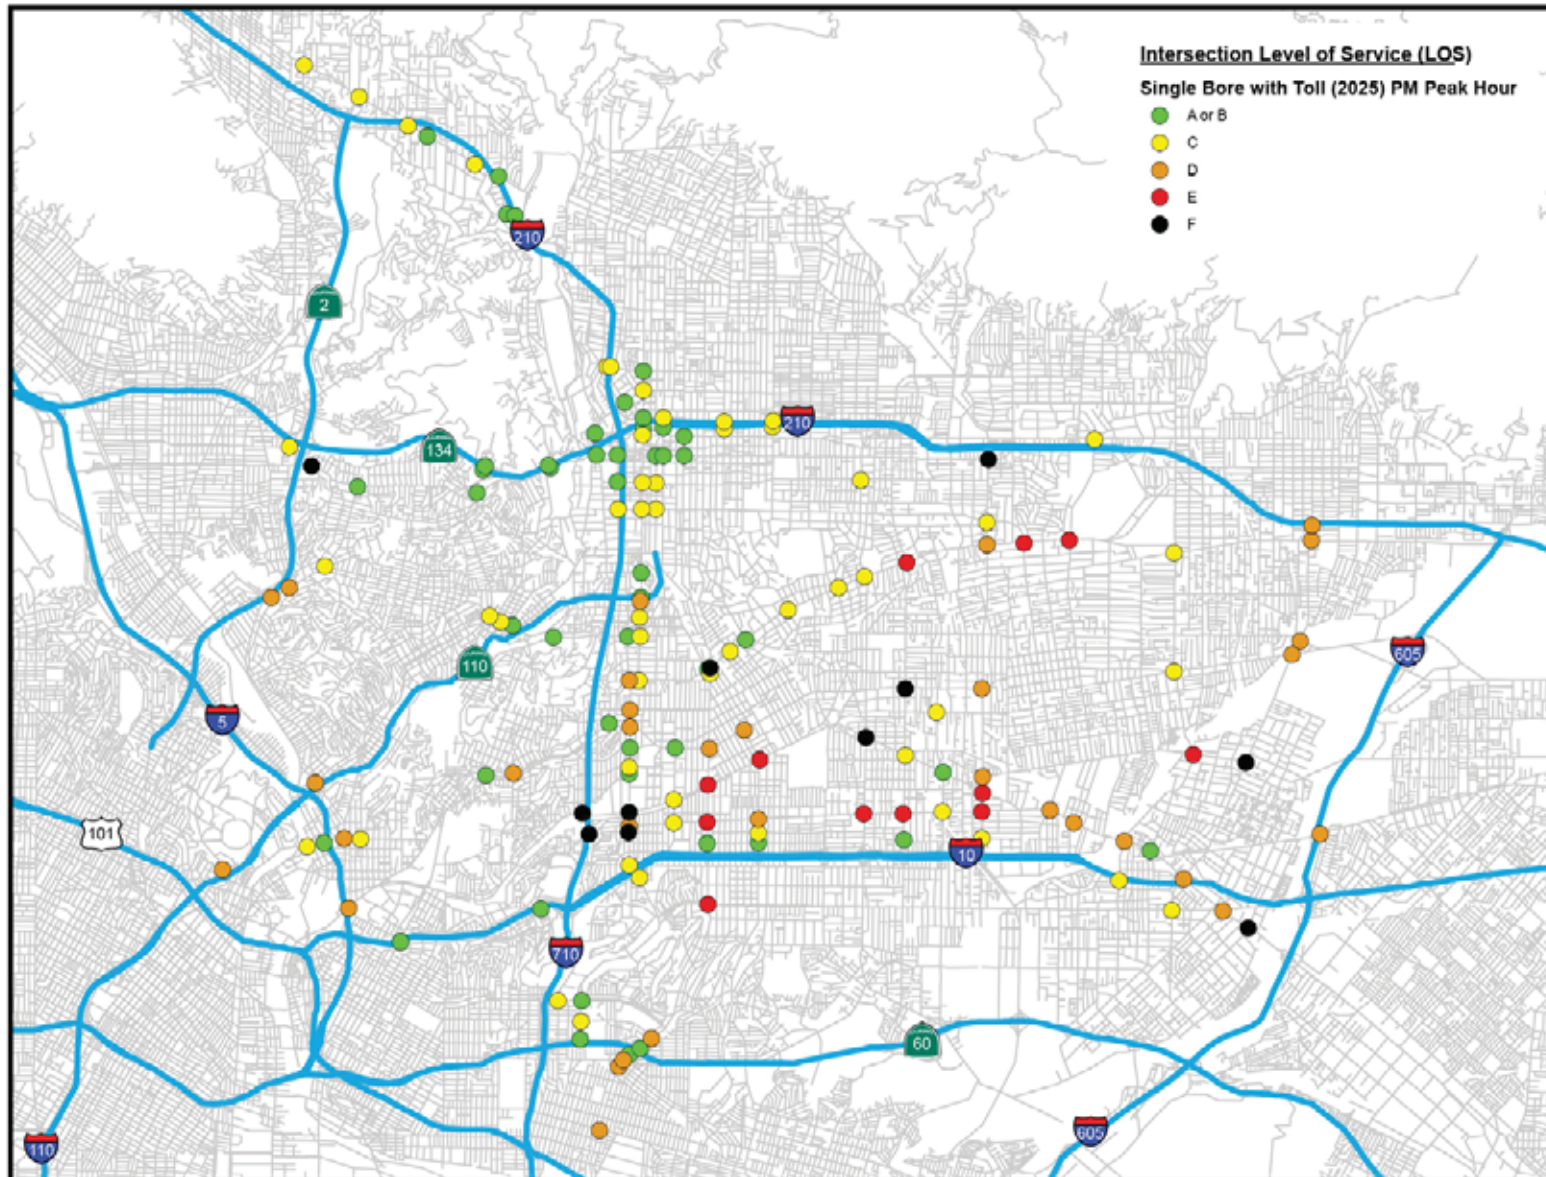 Intersection Level of Service (LOS)
Single Bore with Toll (2025) PM Peak Hour
A or B
C
D
E
F
210
2
210
134
605
110
5
101
10
710
60
605
110